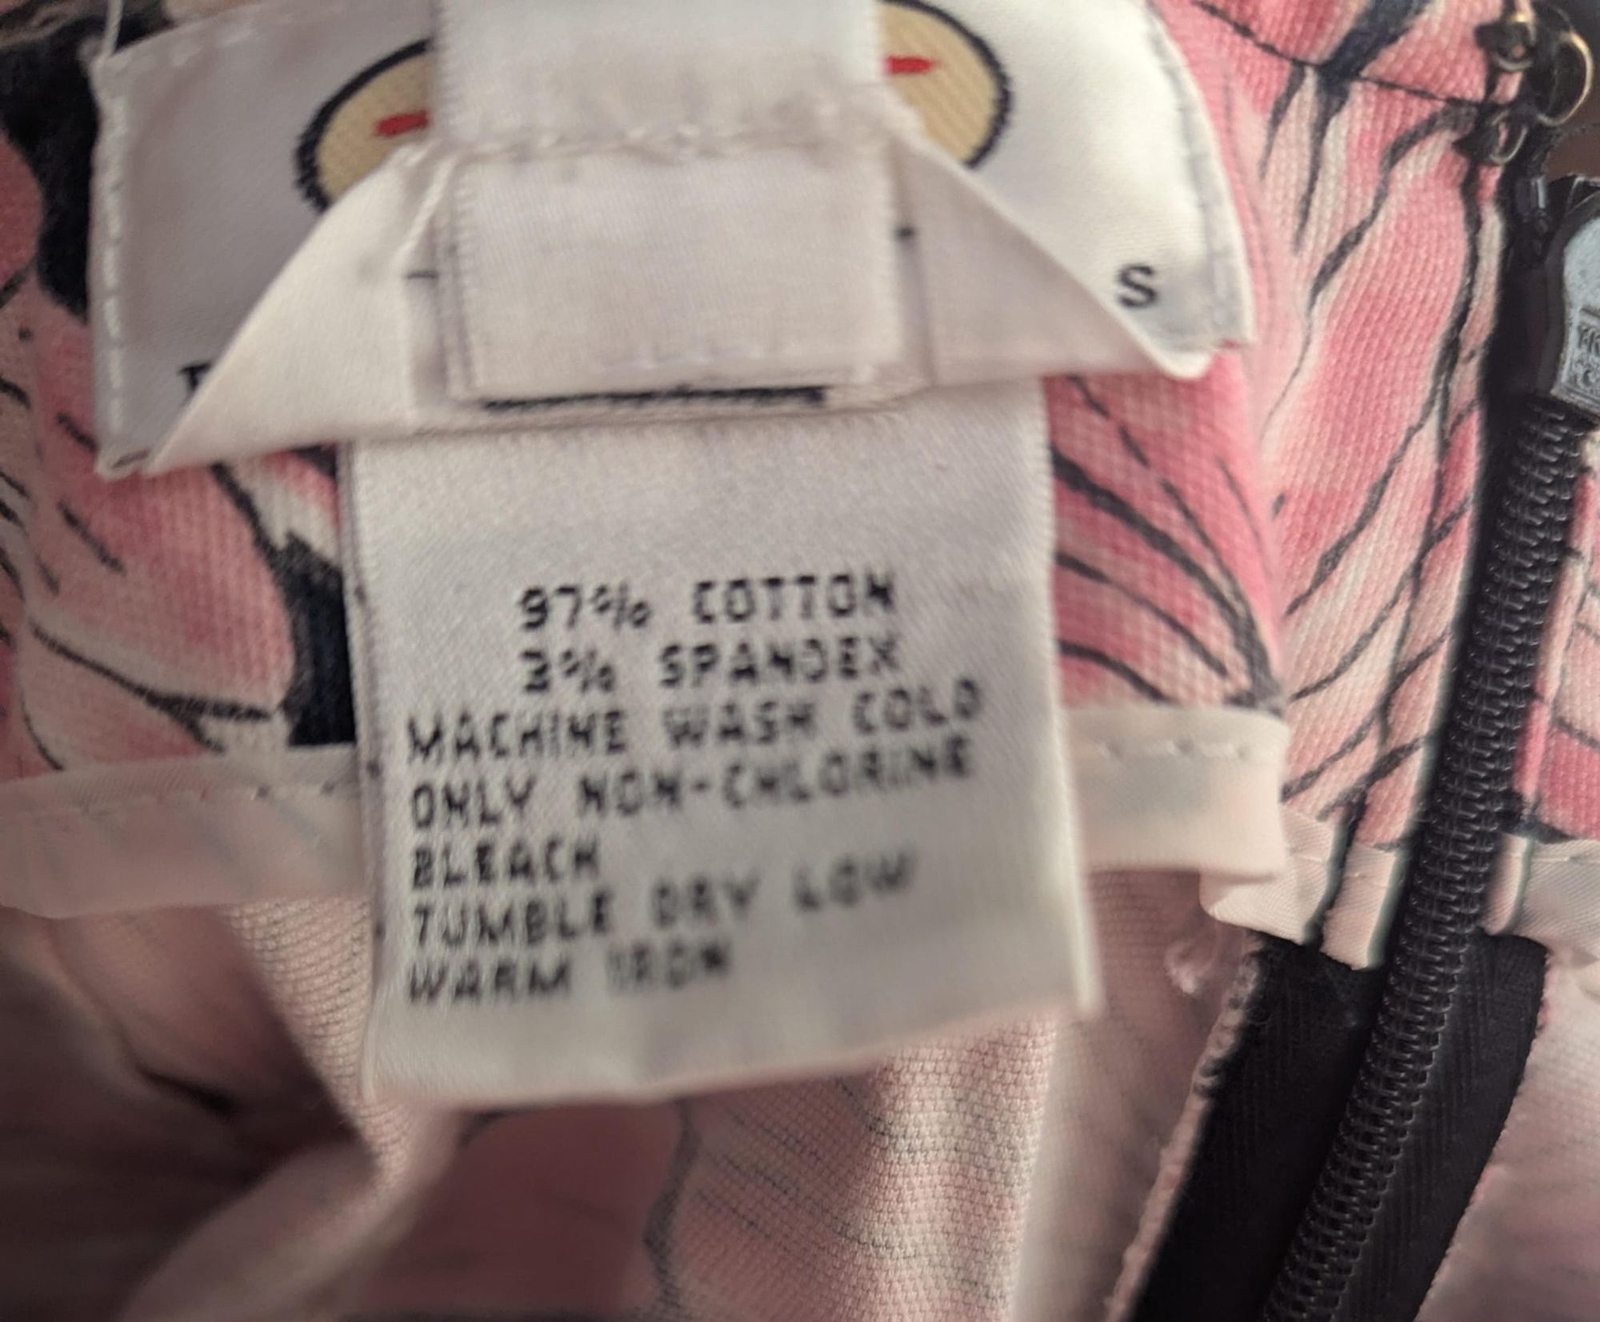 S
97% COTTON
3% SPANDEX
MACHINE WASH COLD
ONLY NON-CHLORINE
BLEACH
TUMBLE DRY LOW
WARM IRON